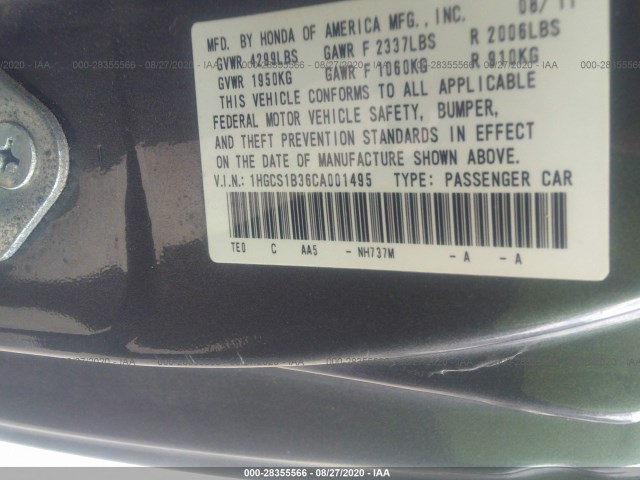 MFD. BY HONDA OF AMERICA MFG., INC. 08/11
GVWR 4299LBS GAWR F 2337LBS R 2006LBS
GVWR 1950KG GAWR F 1060KG R 910KG
THIS VEHICLE CONFORMS TO ALL APPLICABLE
FEDERAL MOTOR VEHICLE SAFETY, BUMPER,
AND THEFT PREVENTION STANDARDS IN EFFECT
ON THE DATE OF MANUFACTURE SHOWN ABOVE.
V.I.N.: 1HGCS1B36CA001495 TYPE: PASSENGER CAR
TE0 C AA5 - NH737M - A - A
000-28355566 - 08/27/2020 - IAA